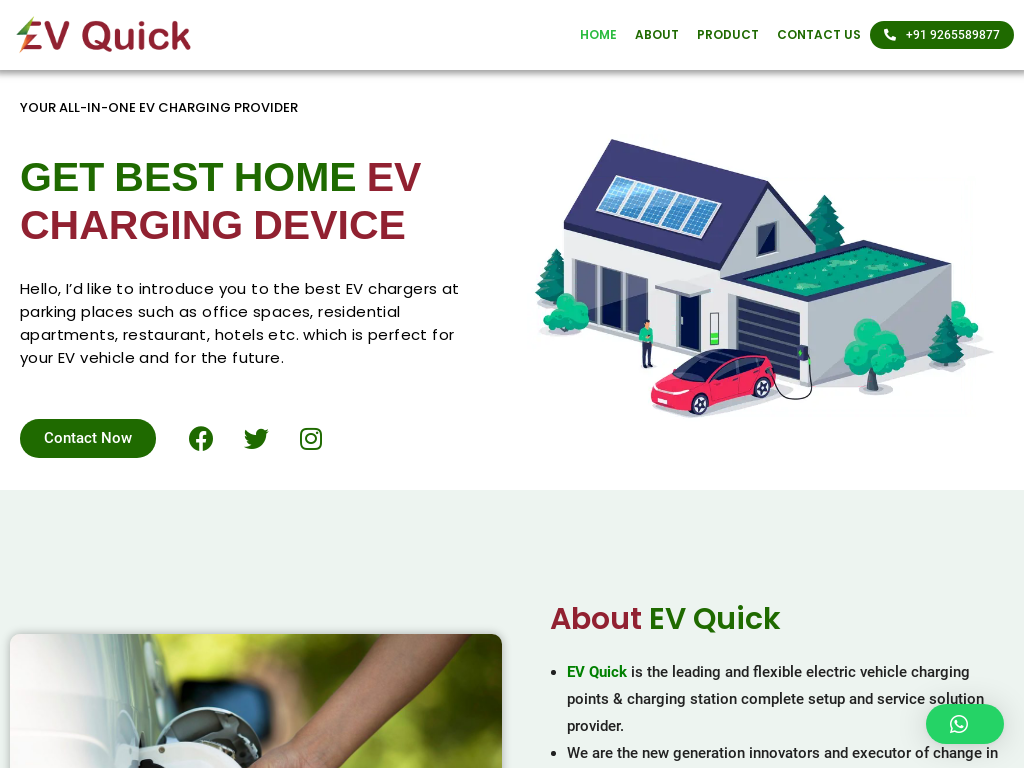 EV Quick
HOME
ABOUT
PRODUCT
CONTACT US
+91 9265589877
YOUR ALL-IN-ONE EV CHARGING PROVIDER
GET BEST HOME EV
CHARGING DEVICE
Hello, I'd like to introduce you to the best EV chargers at
parking places such as office spaces, residential
apartments, restaurant, hotels etc. which is perfect for
your EV vehicle and for the future.
Contact Now
About EV Quick
EV Quick is the leading and flexible electric vehicle charging
points & charging station complete setup and service solution
provider.
We are the new generation innovators and executor of change in